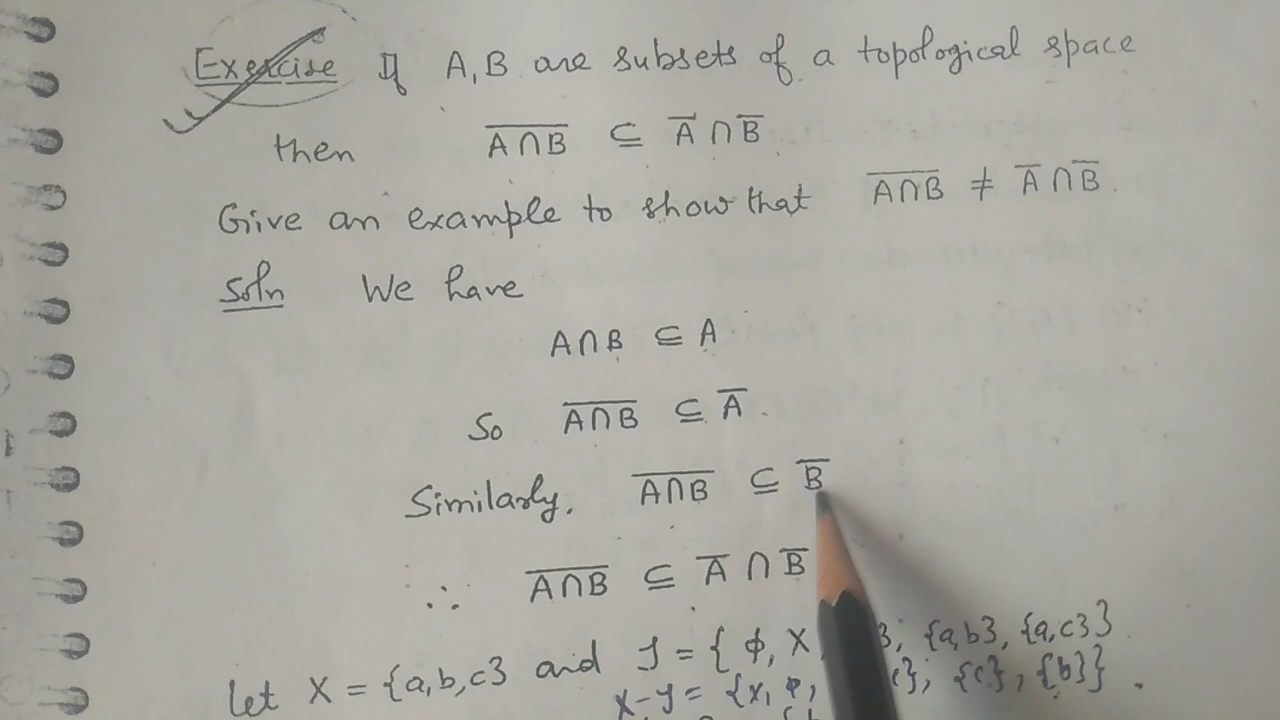 Exercise If A,B are subsets of a topological space
then A̅∩̅B̅ ⊆ A̅ ∩ B̅
Give an example to show that A̅∩̅B̅ ≠ A̅ ∩ B̅.
Soln We have
A∩B ⊆ A
So A̅∩̅B̅ ⊆ A̅.
Similarly, A̅∩̅B̅ ⊆ B̅
∴ A̅∩̅B̅ ⊆ A̅ ∩ B̅
let X = {a,b,c} and J = {φ, X, }, {a,b}, {a,c}}
X-J = {X, φ, c}, {c}, {b}}.